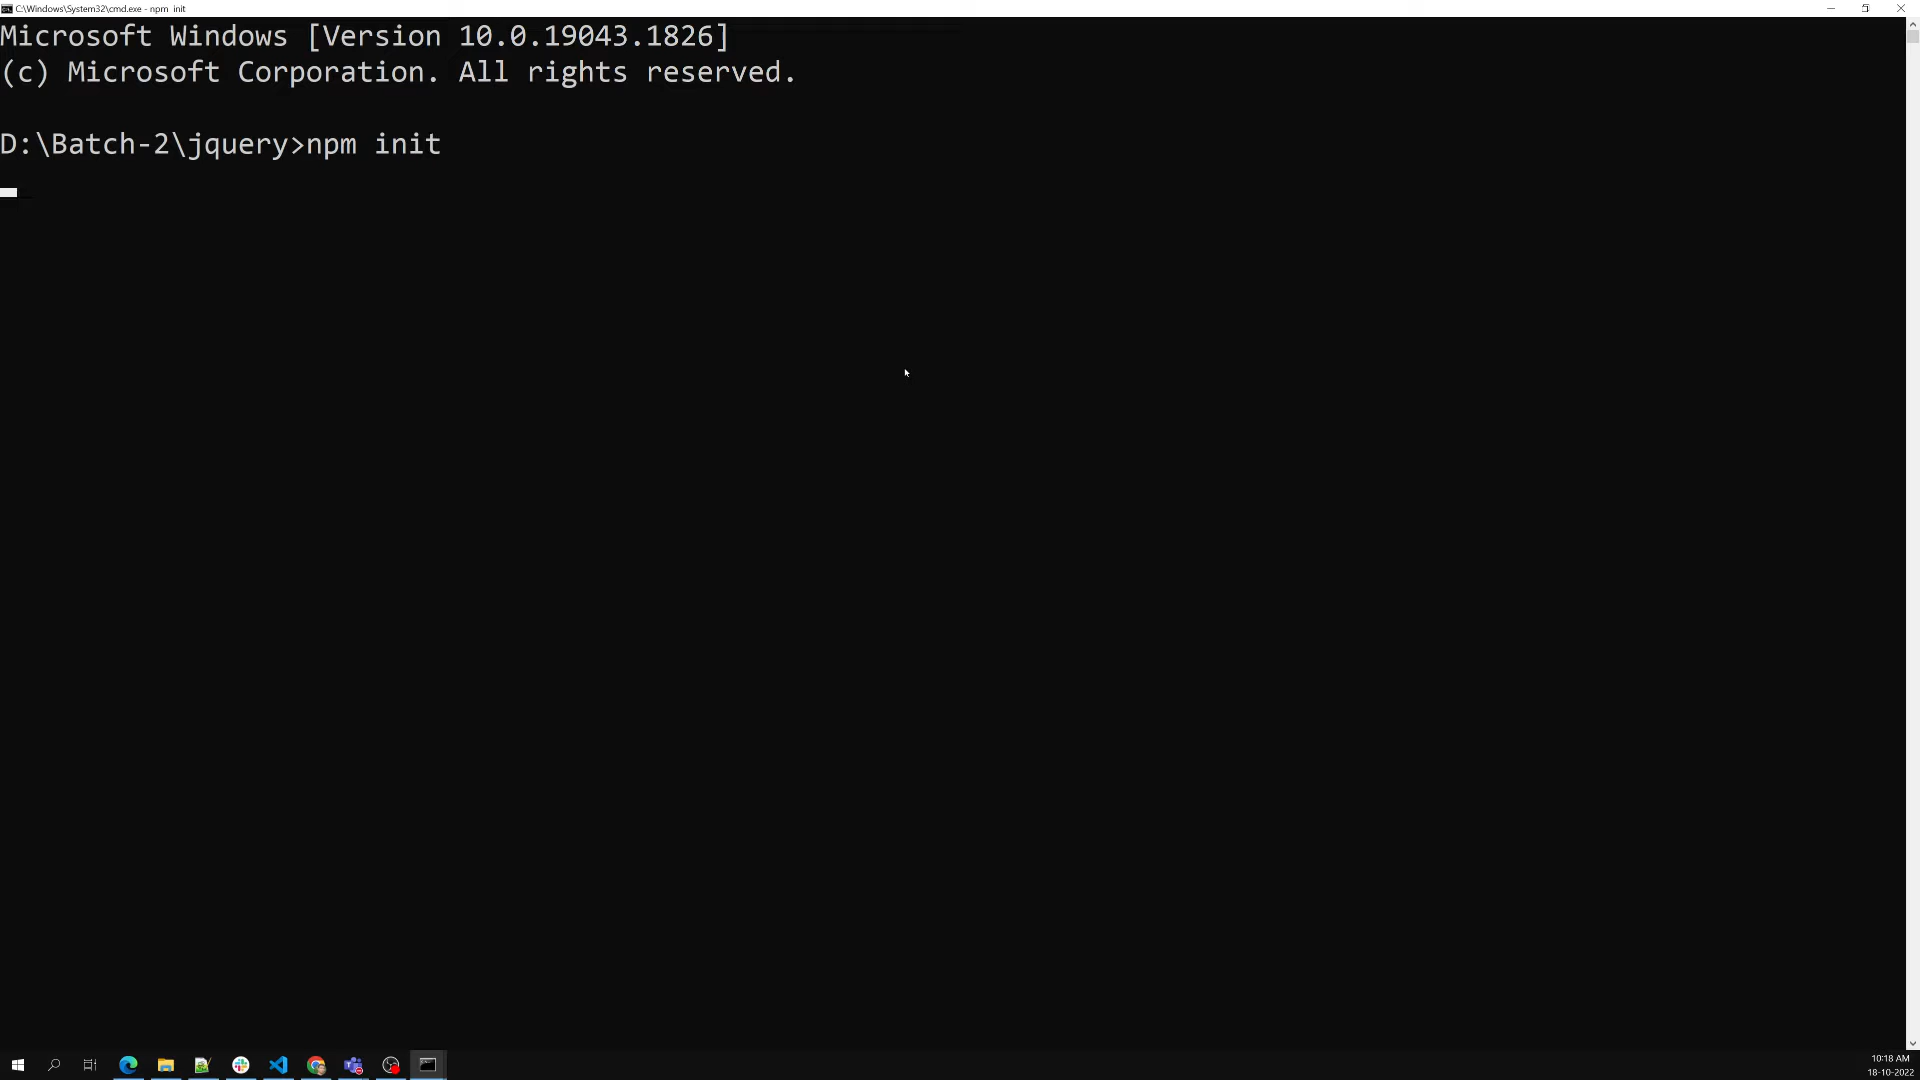 C:\Windows\System32\cmd.exe - npm  init
Microsoft Windows [Version 10.0.19043.1826]
(c) Microsoft Corporation. All rights reserved.
D:\Batch-2\jquery>npm init
10:18 AM
18-10-2022